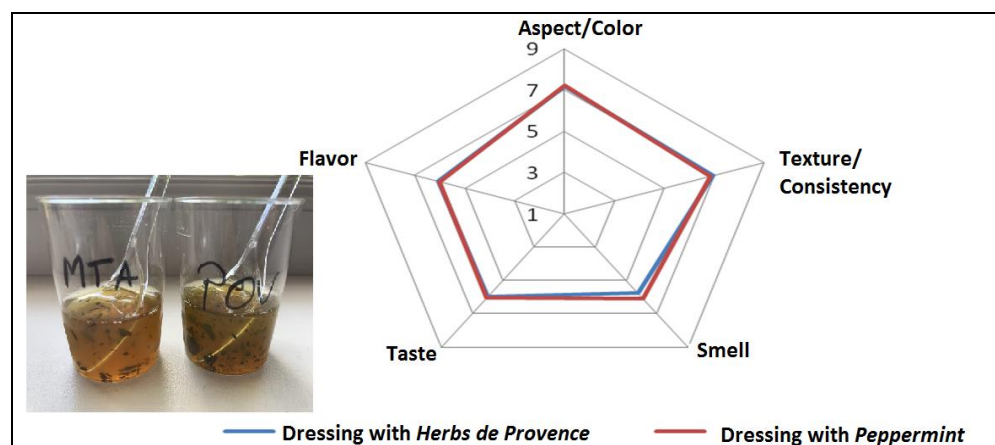 Aspect/Color
9
7
5
3
1
Flavor
Texture/
Consistency
MTA
POV
Taste
Smell
Dressing with Herbs de Provence
Dressing with Peppermint